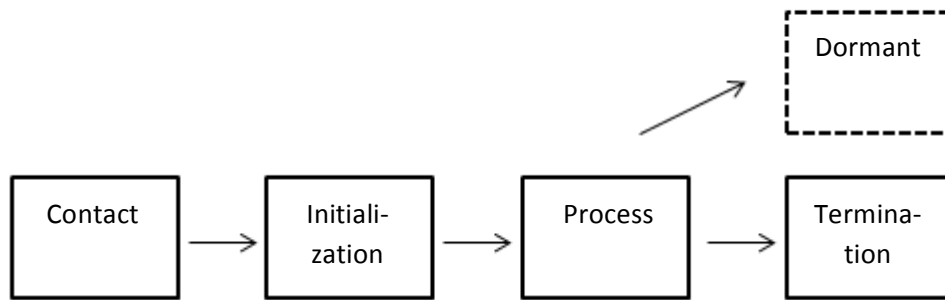 Dormant
Contact
Initiali-
zation
Process
Termina-
tion